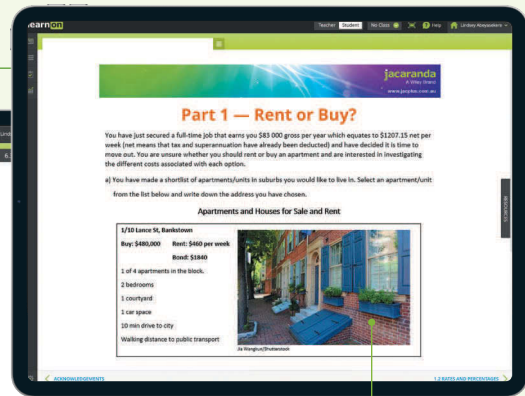 learnon
Teacher Student No Class Help Lindsey Abeysekera
jacaranda
A Wiley Brand
www.jacplus.com.au
Part 1 — Rent or Buy?
You have just secured a full-time job that earns you $83 000 gross per year which equates to $1207.15 net per
week (net means that tax and superannuation have already been deducted) and have decided it is time to
move out. You are unsure whether you should rent or buy an apartment and are interested in investigating
the different costs associated with each option.
a) You have made a shortlist of apartments/units in suburbs you would like to live in. Select an apartment/unit
from the list below and write down the address you have chosen.
Apartments and Houses for Sale and Rent
1/10 Lance St, Bankstown
Buy: $480,000 Rent: $460 per week
Bond: $1840
1 of 4 apartments in the block.
2 bedrooms
1 courtyard
1 car space
10 min drive to city
Walking distance to public transport
RESOURCES
ACKNOWLEDGEMENTS
1.2 RATES AND PERCENTAGES